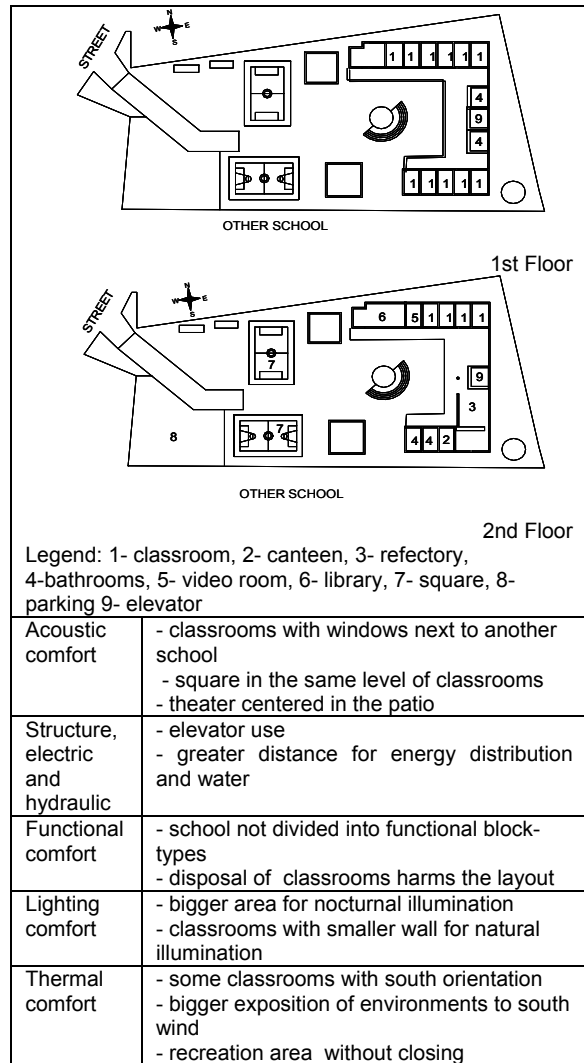 N
W E
S
STREET
1 1 1 1 1 1
4
9
4
1 1 1 1 1
OTHER SCHOOL
1st Floor
N
W E
S
STREET
6 5 1 1 1 1
7
9
3
8
7
4 4 2
OTHER SCHOOL
2nd Floor
Legend: 1- classroom, 2- canteen, 3- refectory,
4-bathrooms, 5- video room, 6- library, 7- square, 8-
parking 9- elevator
Acoustic
comfort
- classrooms with windows next to another
school
- square in the same level of classrooms
- theater centered in the patio
Structure,
electric
and
hydraulic
- elevator use
- greater distance for energy distribution
and water
Functional
comfort
- school not divided into functional block-
types
- disposal of classrooms harms the layout
Lighting
comfort
- bigger area for nocturnal illumination
- classrooms with smaller wall for natural
illumination
Thermal
comfort
- some classrooms with south orientation
- bigger exposition of environments to south
wind
- recreation area without closing